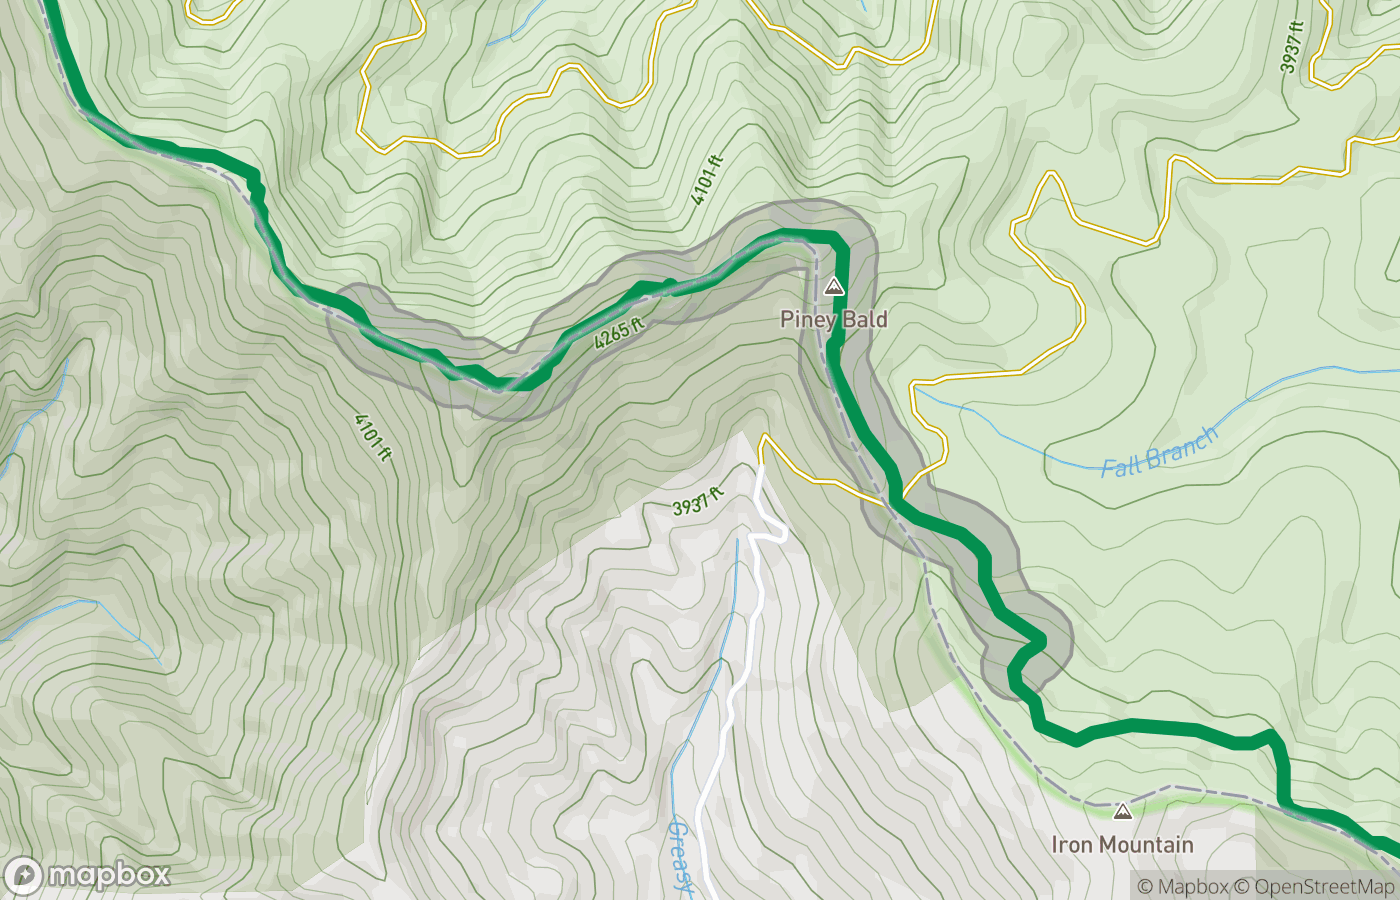 3937 ft
4101 ft
Piney Bald
4265 ft
4101 ft
Fall Branch
3937 ft
Greasy
Iron Mountain
mapbox
© Mapbox © OpenStreetMap